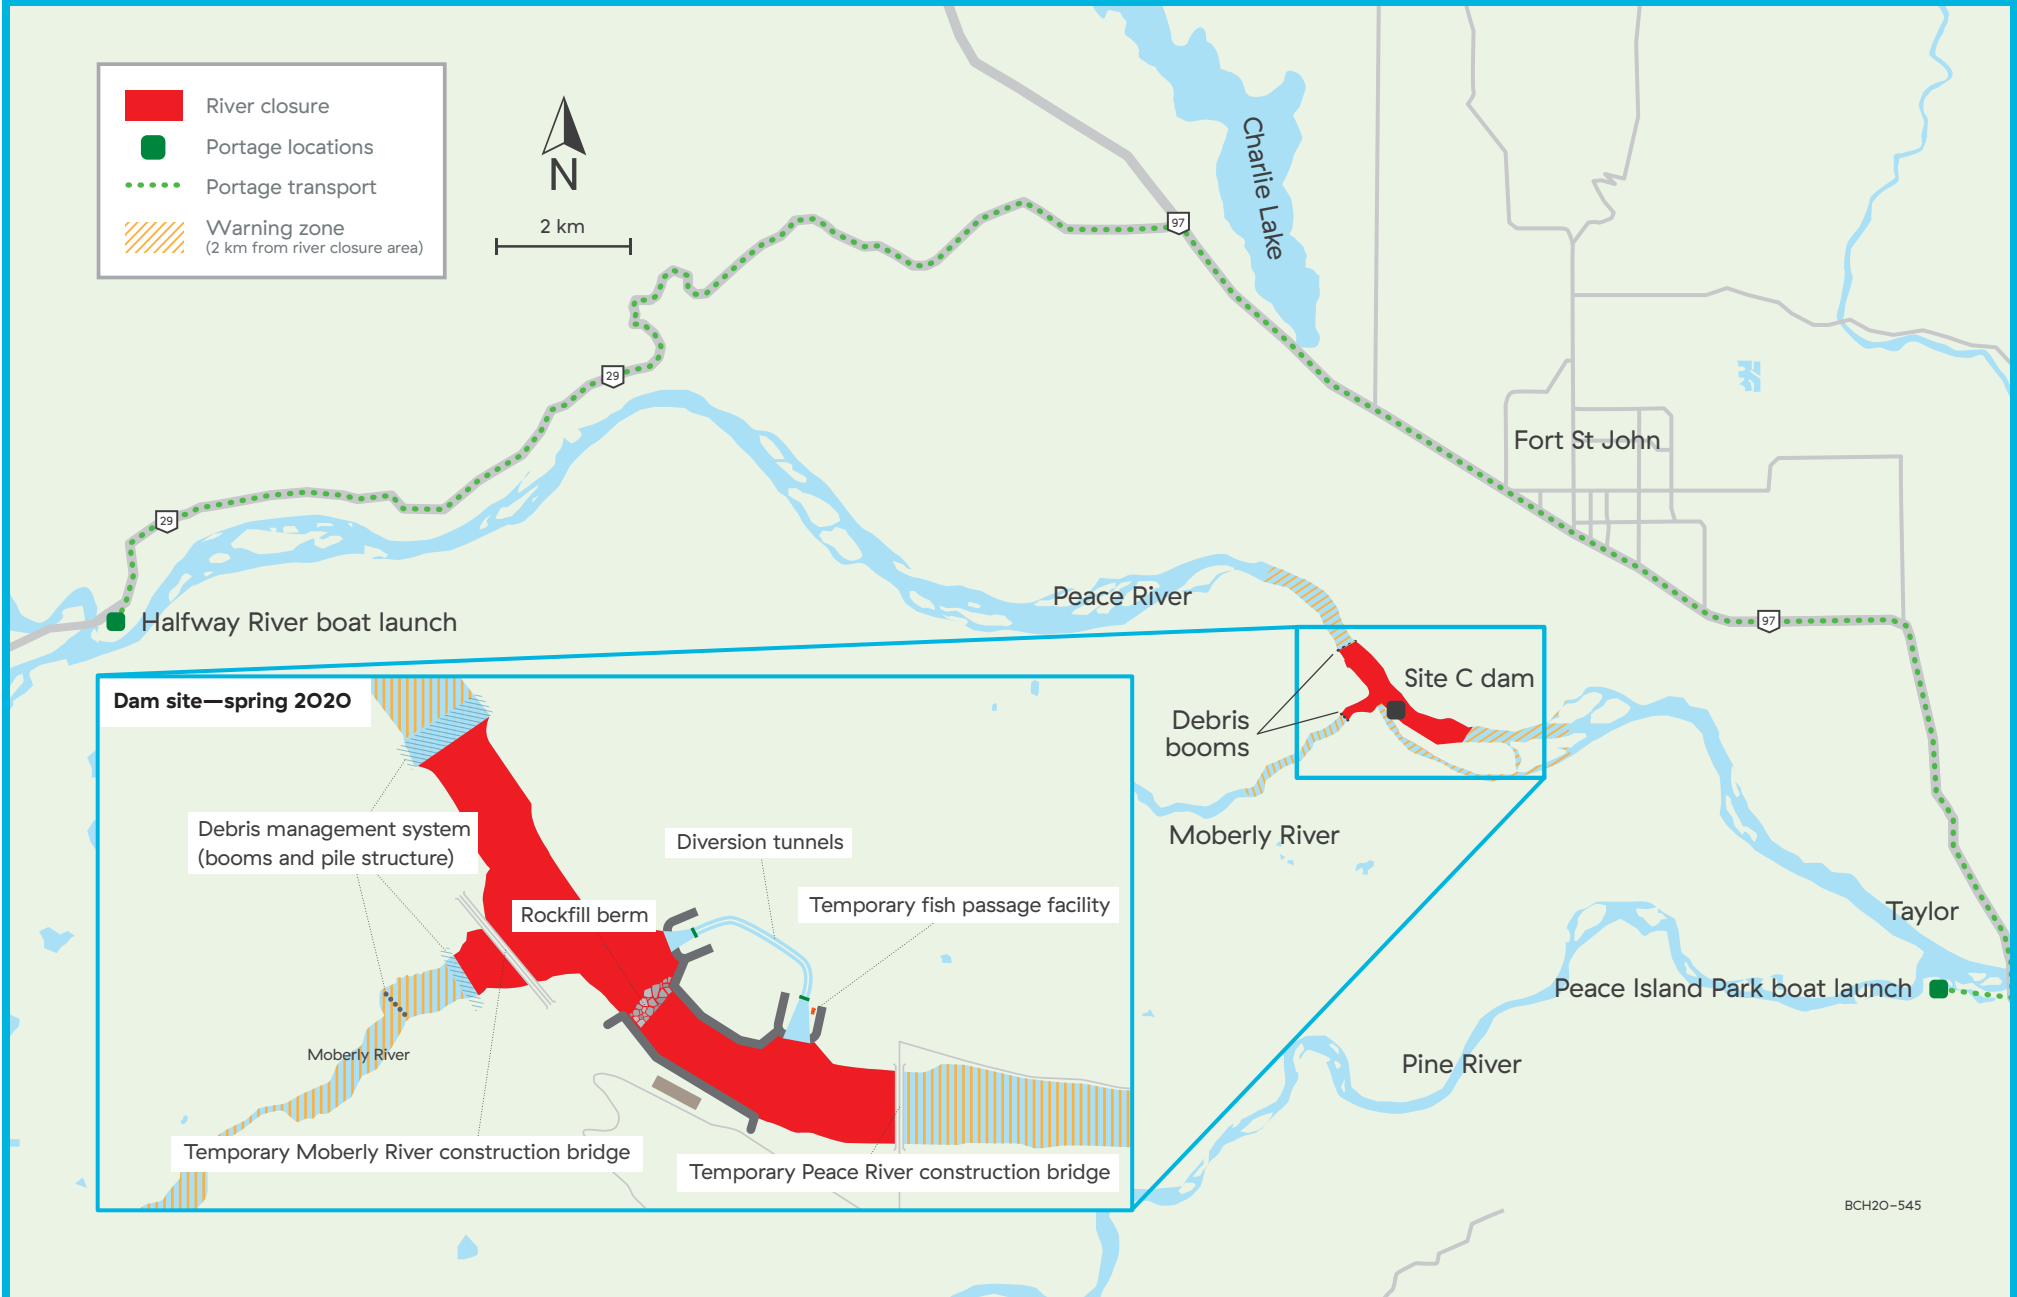 River closure
Portage locations
Portage transport
Warning zone
(2 km from river closure area)
N
2 km
97
Charlie Lake
29
Fort St John
29
Peace River
Halfway River boat launch
97
Site C dam
Debris
booms
Moberly River
Taylor
Peace Island Park boat launch
Pine River
Dam site—spring 2020
Debris management system
(booms and pile structure)
Diversion tunnels
Temporary fish passage facility
Rockfill berm
Moberly River
Temporary Moberly River construction bridge
Temporary Peace River construction bridge
BCH20-545